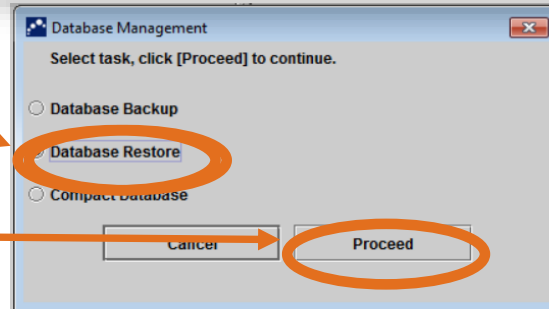 Database Management
Select task, click [Proceed] to continue.
Database Backup
Database Restore
Compact Database
Cancel Proceed